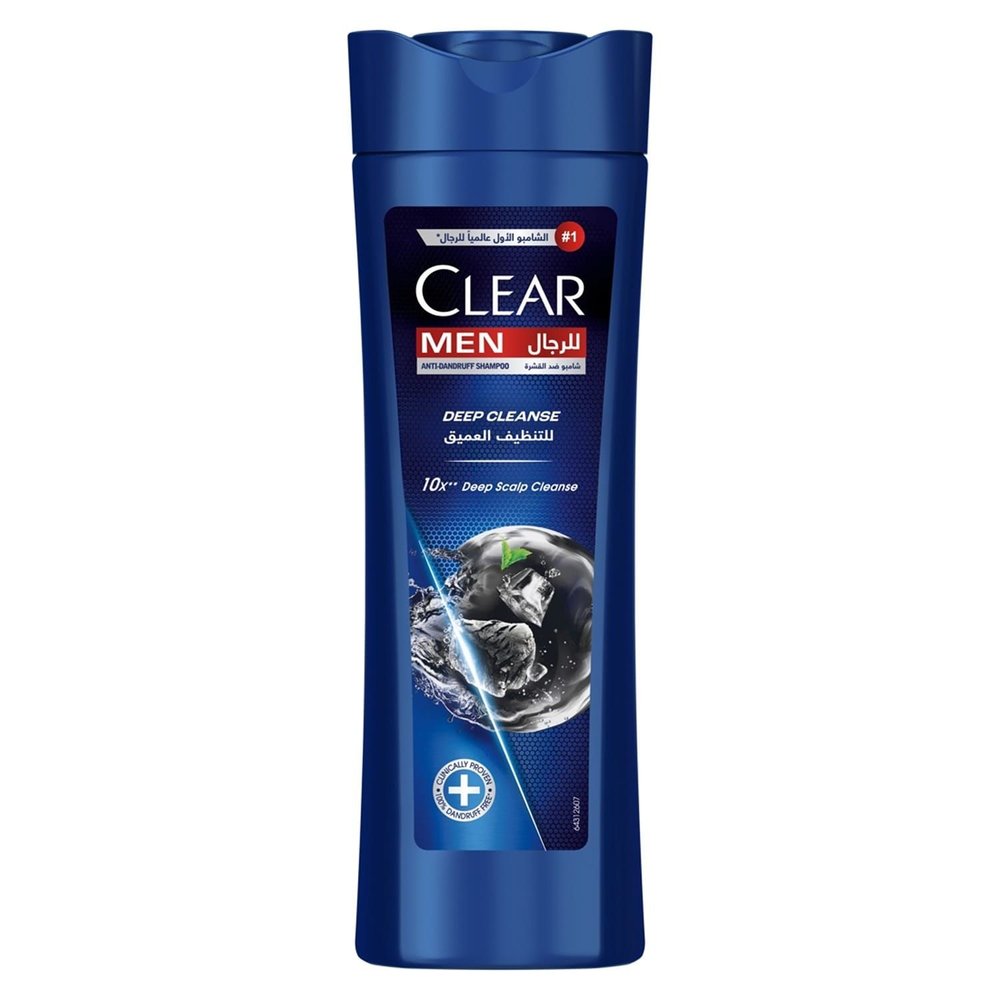 #1 الشامبو الأول عالمياً للرجال*
CLEAR
MEN للرجال
ANTI-DANDRUFF SHAMPOO شامبو ضد القشرة
DEEP CLEANSE
للتنظيف العميق
10x** Deep Scalp Cleanse
CLINICALLY PROVEN
100% DANDRUFF FREE*
64312607